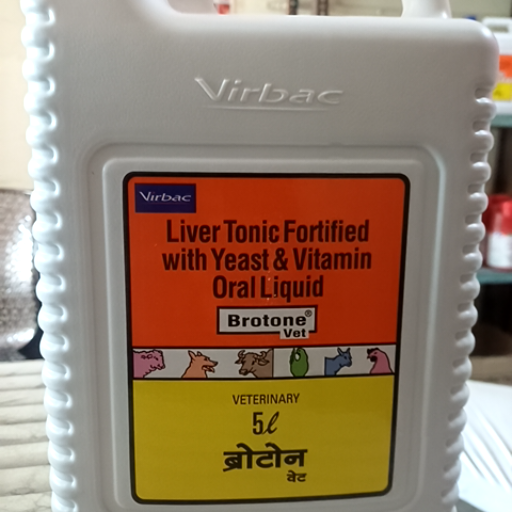 Virbac
Virbac
Liver Tonic Fortified
with Yeast & Vitamin
Oral Liquid
Brotone®
Vet
VETERINARY
5ℓ
ब्रोटोन
वेट